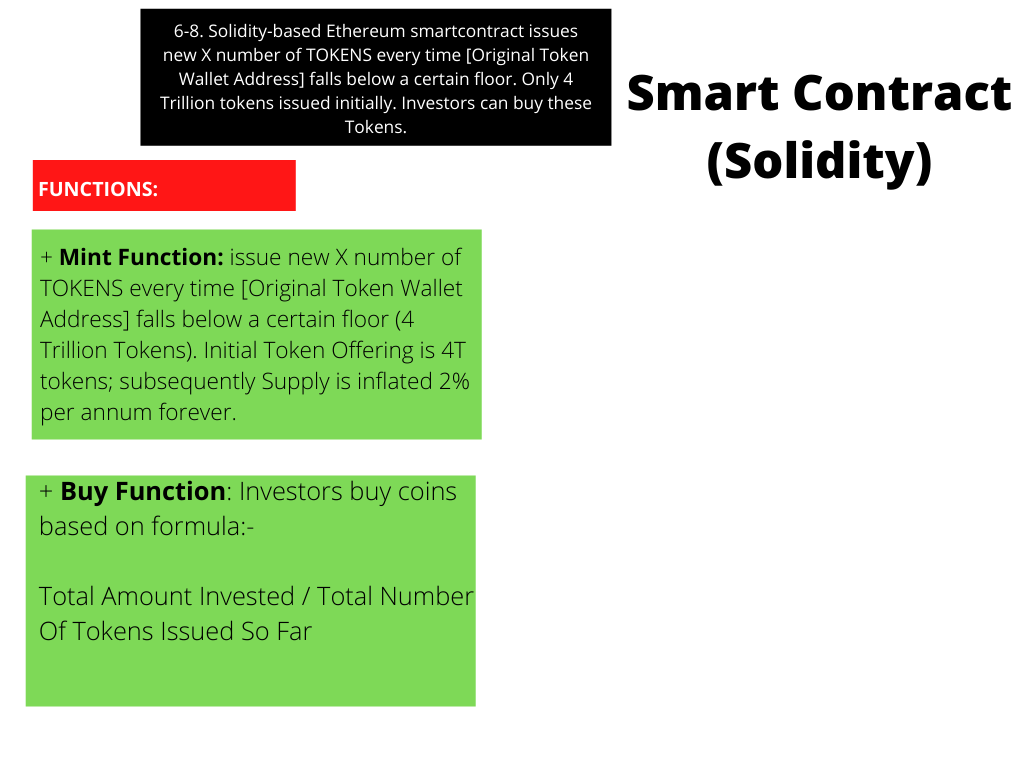 6-8. Solidity-based Ethereum smartcontract issues
new X number of TOKENS every time [Original Token
Wallet Address] falls below a certain floor. Only 4
Trillion tokens issued initially. Investors can buy these
Tokens.
Smart Contract
(Solidity)
FUNCTIONS:
+ Mint Function: issue new X number of
TOKENS every time [Original Token Wallet
Address] falls below a certain floor (4
Trillion Tokens). Initial Token Offering is 4T
tokens; subsequently Supply is inflated 2%
per annum forever.
+ Buy Function: Investors buy coins
based on formula:-
Total Amount Invested / Total Number
Of Tokens Issued So Far